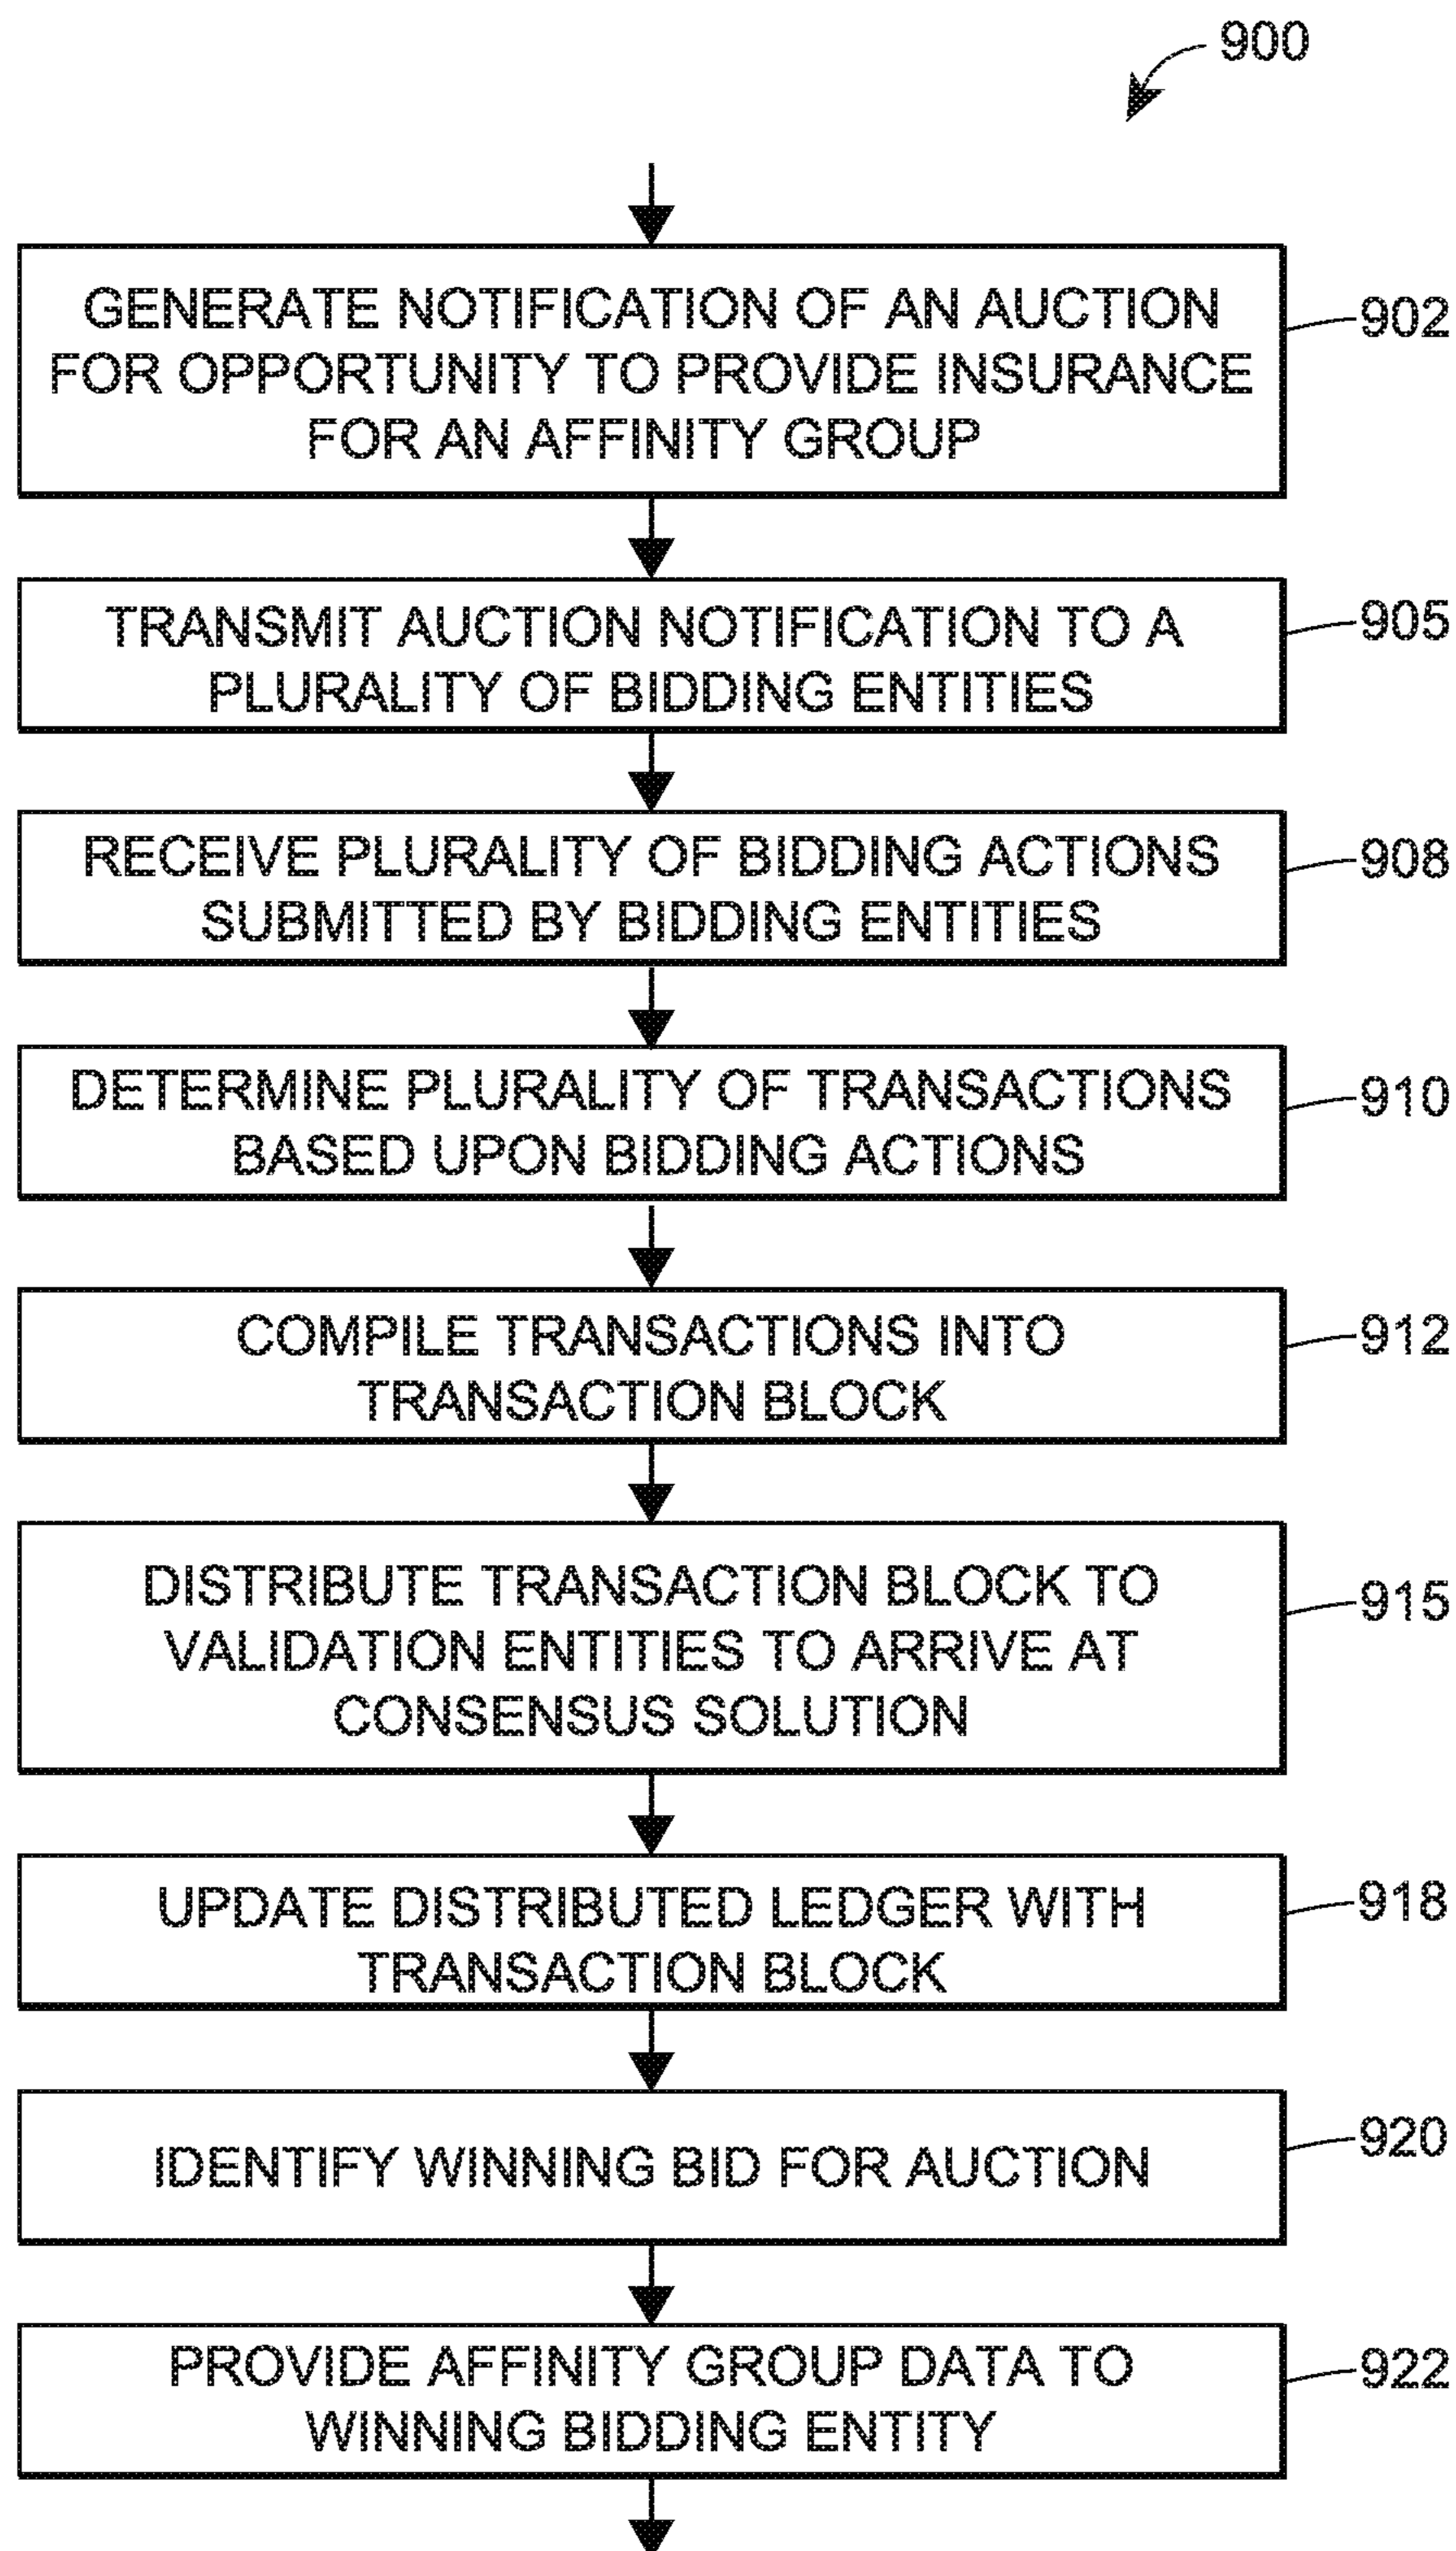 900
GENERATE NOTIFICATION OF AN AUCTION
FOR OPPORTUNITY TO PROVIDE INSURANCE
FOR AN AFFINITY GROUP
902
TRANSMIT AUCTION NOTIFICATION TO A
PLURALITY OF BIDDING ENTITIES
905
RECEIVE PLURALITY OF BIDDING ACTIONS
SUBMITTED BY BIDDING ENTITIES
908
DETERMINE PLURALITY OF TRANSACTIONS
BASED UPON BIDDING ACTIONS
910
COMPILE TRANSACTIONS INTO
TRANSACTION BLOCK
912
DISTRIBUTE TRANSACTION BLOCK TO
VALIDATION ENTITIES TO ARRIVE AT
CONSENSUS SOLUTION
915
UPDATE DISTRIBUTED LEDGER WITH
TRANSACTION BLOCK
918
IDENTIFY WINNING BID FOR AUCTION
920
PROVIDE AFFINITY GROUP DATA TO
WINNING BIDDING ENTITY
922